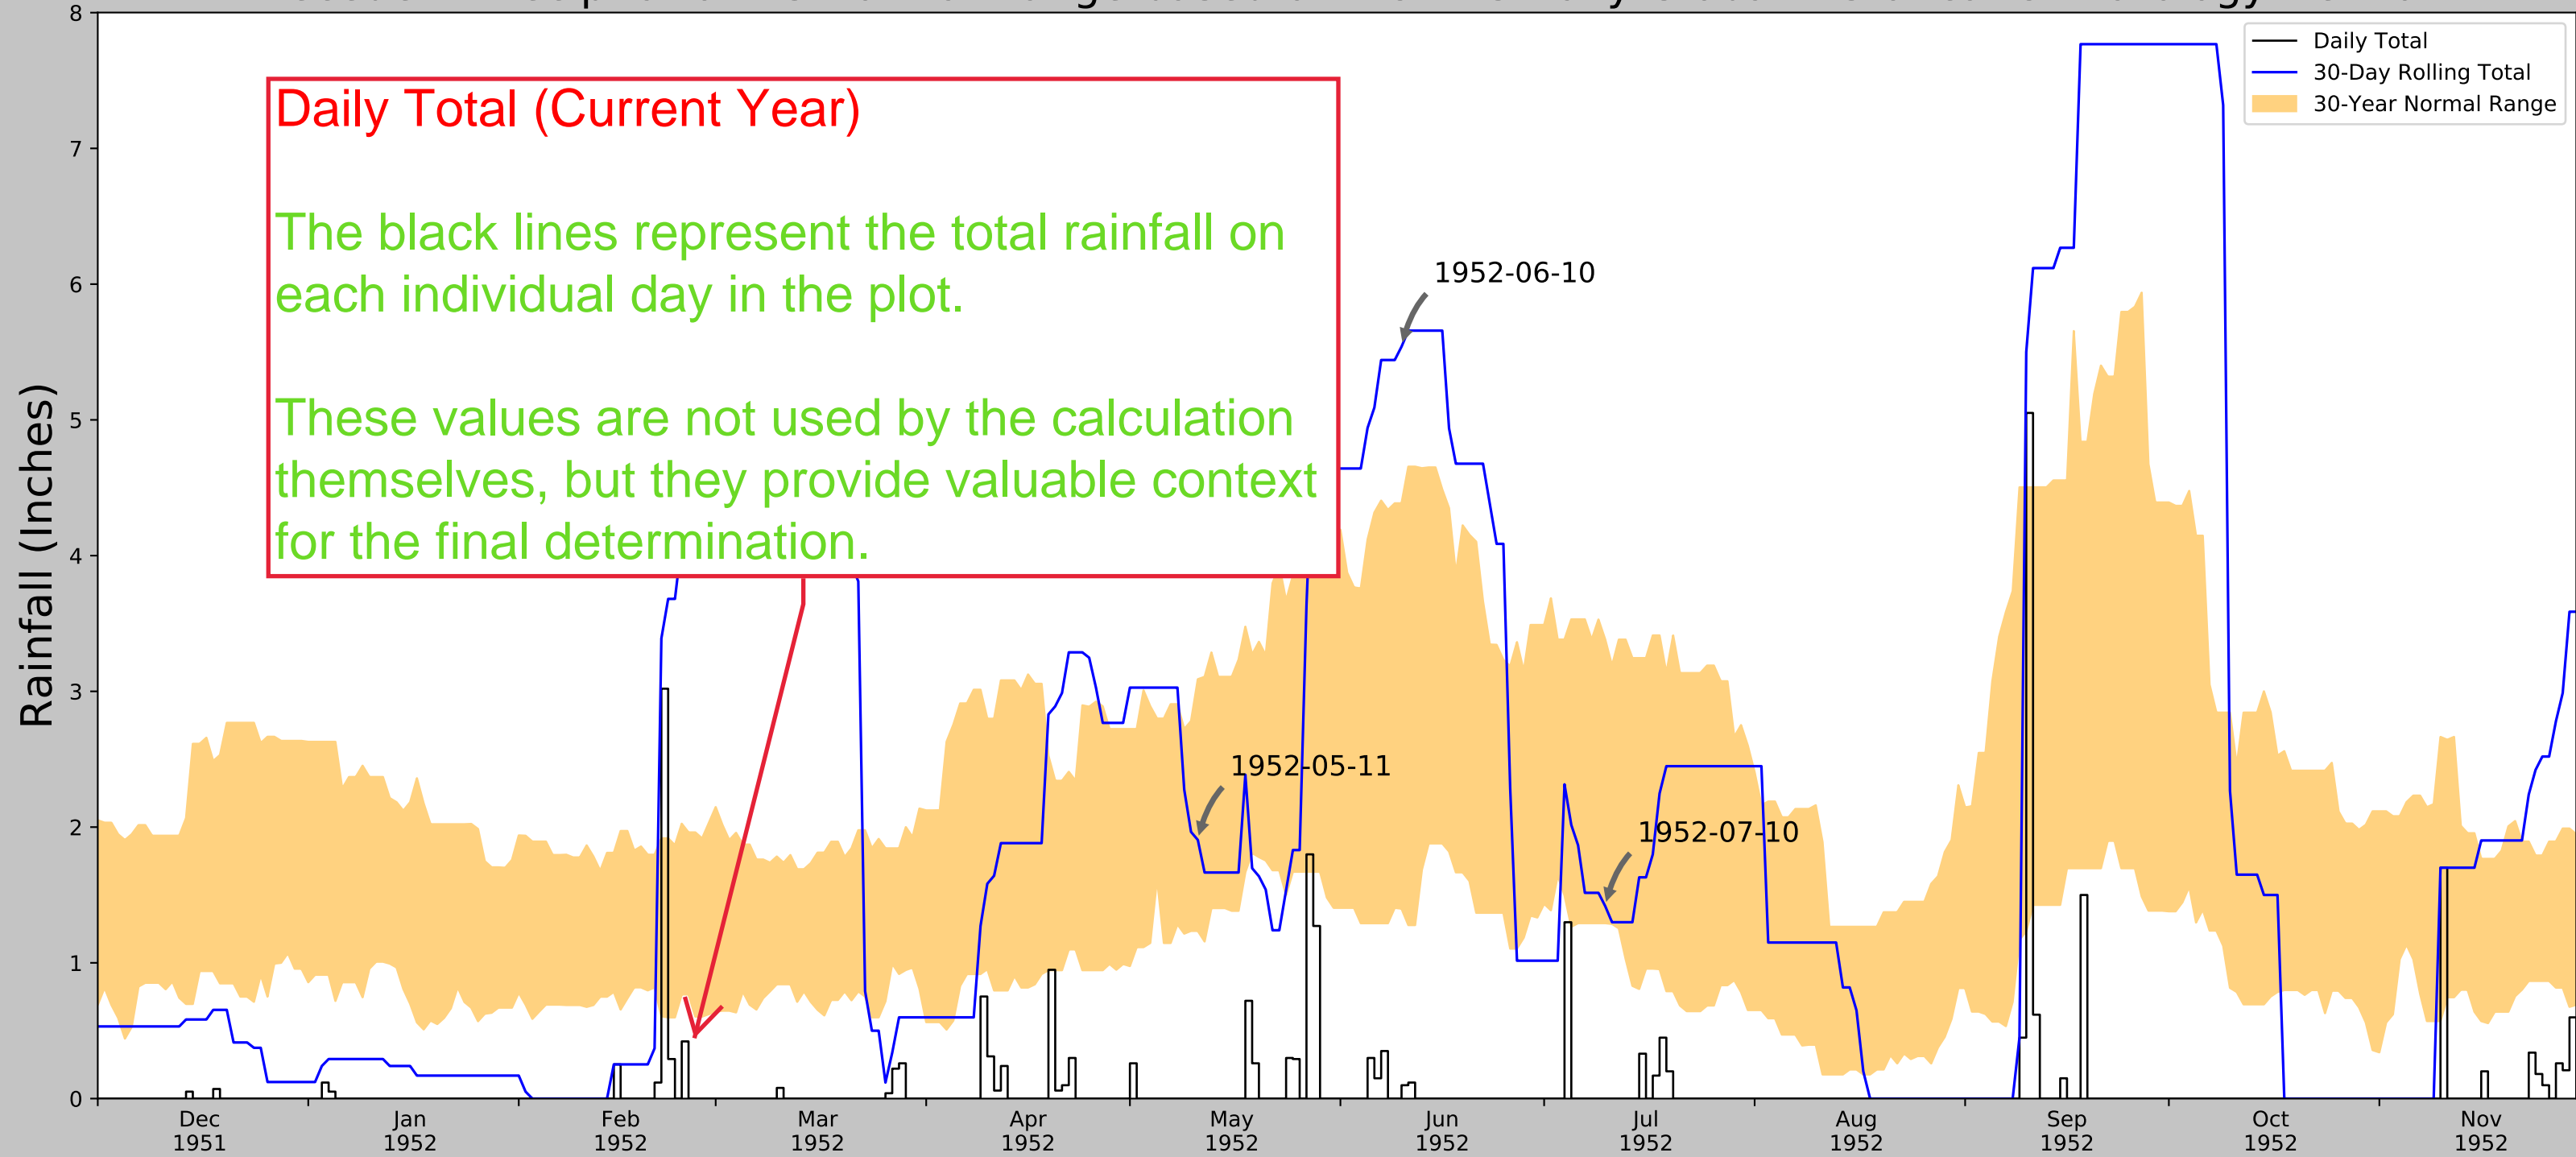 8
Daily Total
30-Day Rolling Total
30-Year Normal Range
Daily Total (Current Year)
The black lines represent the total rainfall on
each individual day in the plot.
These values are not used by the calculation
themselves, but they provide valuable context
for the final determination.
7
6
5
4
3
2
1
0
Rainfall (Inches)
1952-06-10
1952-05-11
1952-07-10
Dec Jan Feb Mar Apr May Jun Jul Aug Sep Oct Nov
1951 1952 1952 1952 1952 1952 1952 1952 1952 1952 1952 1952